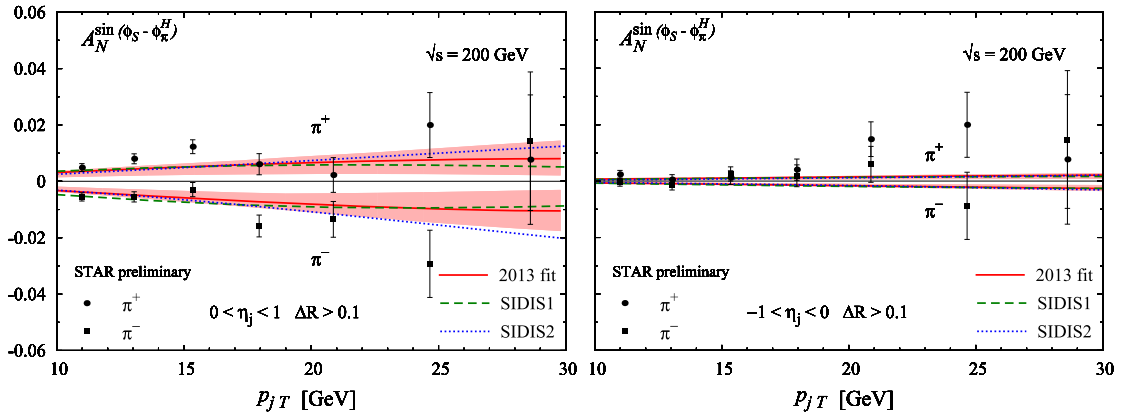 A_N^{sin (ϕ_S - ϕ_π^H)}
√s = 200 GeV
0.06
0.04
0.02
0
-0.02
-0.04
-0.06
π⁺
π⁻
STAR preliminary
π⁺
π⁻
0 < η_j < 1 ΔR > 0.1
2013 fit
SIDIS1
SIDIS2
10 15 20 25 30
p_{j T} [GeV]
A_N^{sin (ϕ_S - ϕ_π^H)}
√s = 200 GeV
π⁺
π⁻
STAR preliminary
π⁺
π⁻
−1 < η_j < 0 ΔR > 0.1
2013 fit
SIDIS1
SIDIS2
10 15 20 25 30
p_{j T} [GeV]